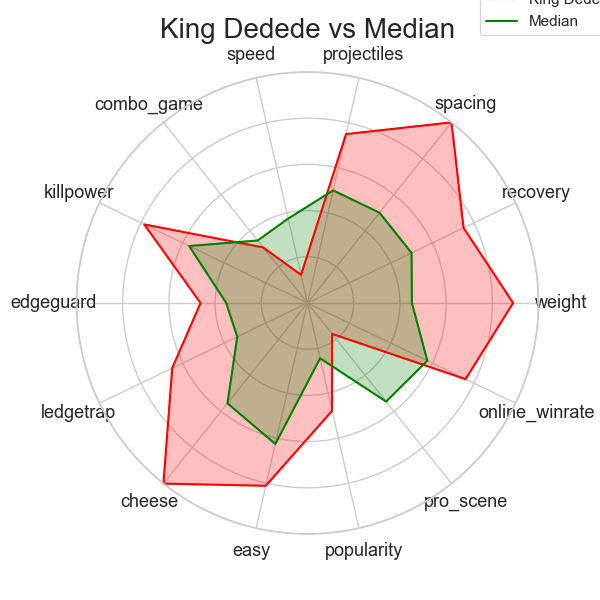 King Dedede vs Median
Median
speed
projectiles
combo_game
spacing
killpower
recovery
edgeguard
weight
ledgetrap
online_winrate
cheese
pro_scene
easy
popularity